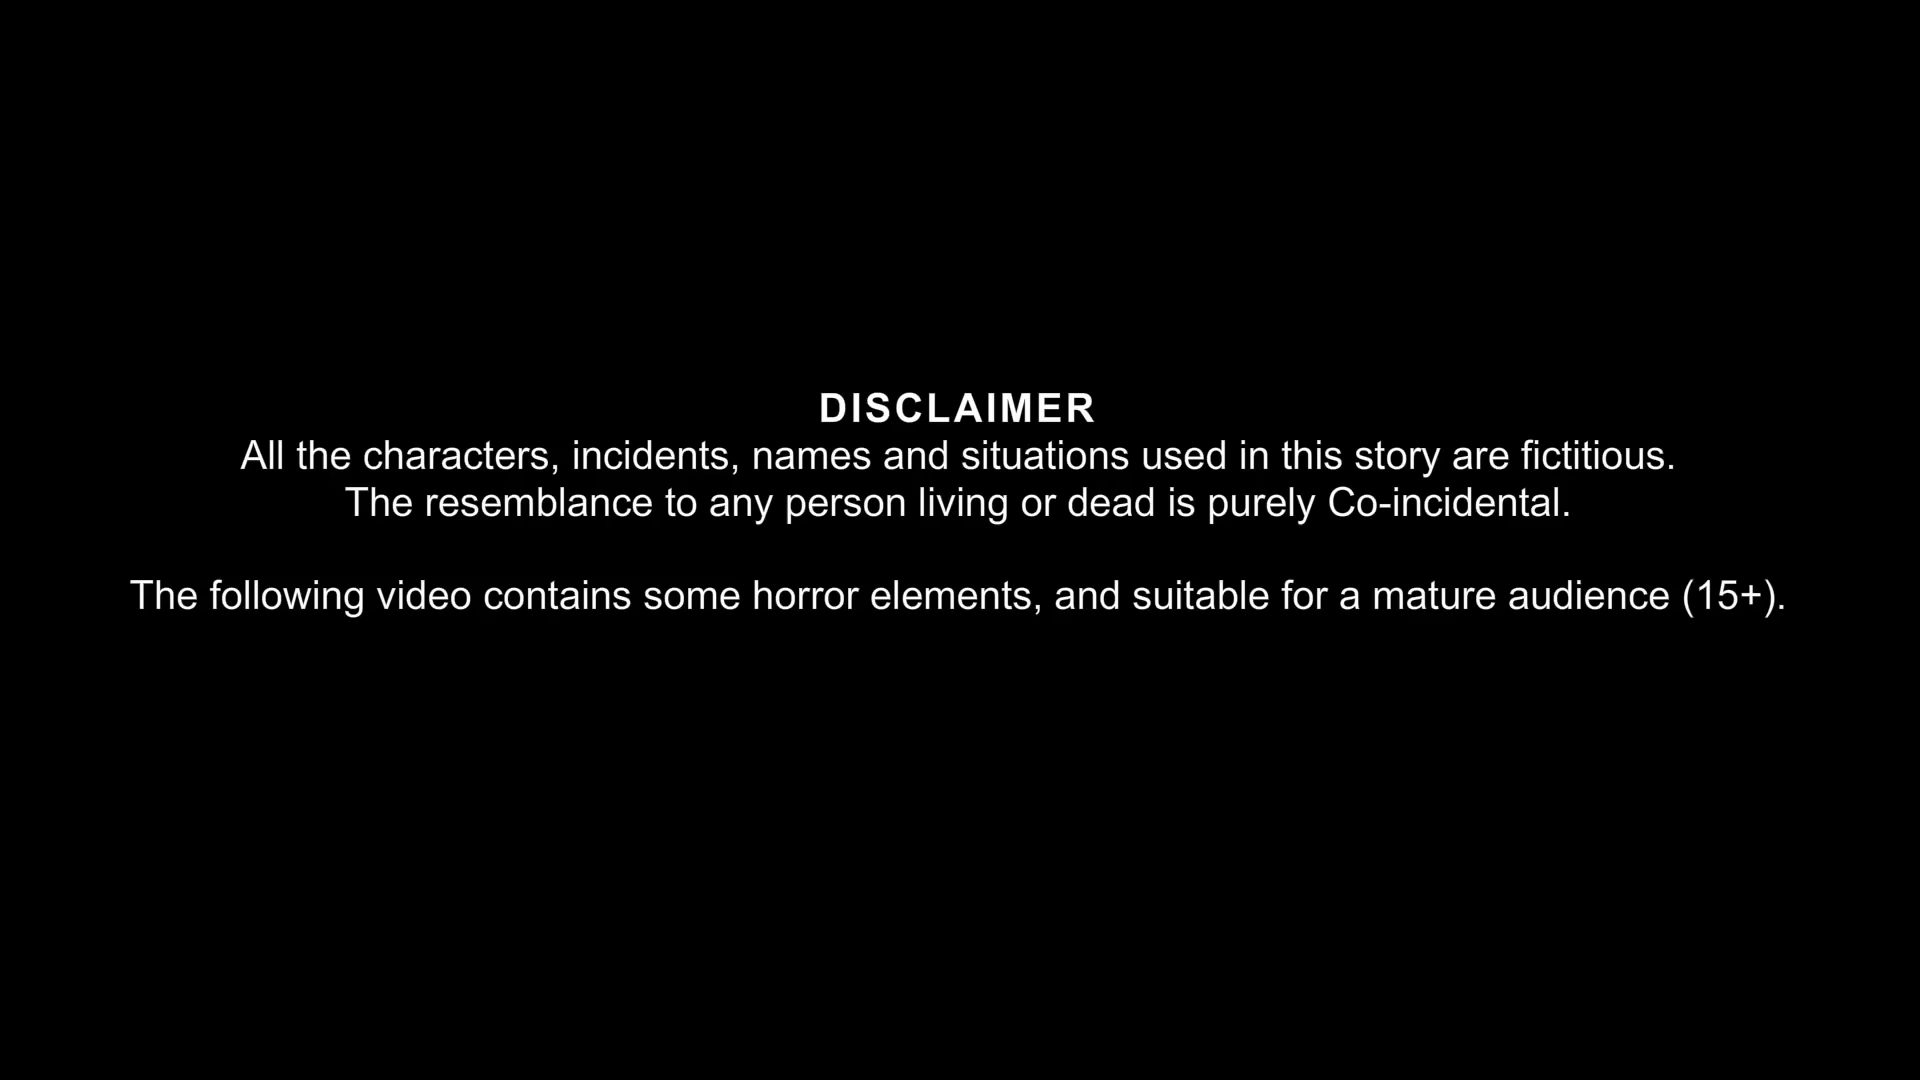 DISCLAIMER
All the characters, incidents, names and situations used in this story are fictitious.
The resemblance to any person living or dead is purely Co-incidental.
The following video contains some horror elements, and suitable for a mature audience (15+).